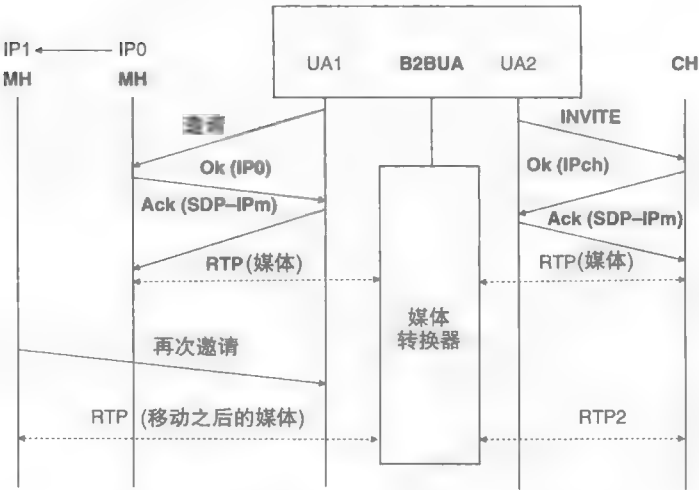 IP1 IP0
MH MH UA1 B2BUA UA2 CH
INVITE
Ok (IP0) Ok (IPch)
Ack (SDP–IPm) Ack (SDP–IPm)
RTP(媒体) RTP(媒体)
媒体
转换器
再次邀请
RTP (移动之后的媒体) RTP2